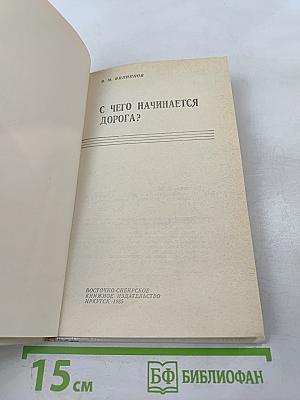 С ЧЕГО НАЧИНАЕТСЯ
ДОРОГА?
ВОСТОЧНО-СИБИРСКОЕ
КНИЖНОЕ ИЗДАТЕЛЬСТВО
ИРКУТСК 1985
15 см
БФ БИБЛИОФАН